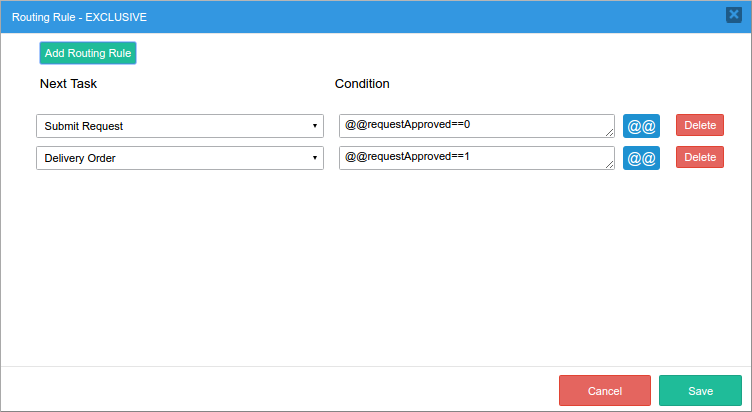 Routing Rule - EXCLUSIVE
Add Routing Rule
Next Task Condition
Submit Request @@requestApproved==0 @@ Delete
Delivery Order @@requestApproved==1 @@ Delete
Cancel Save